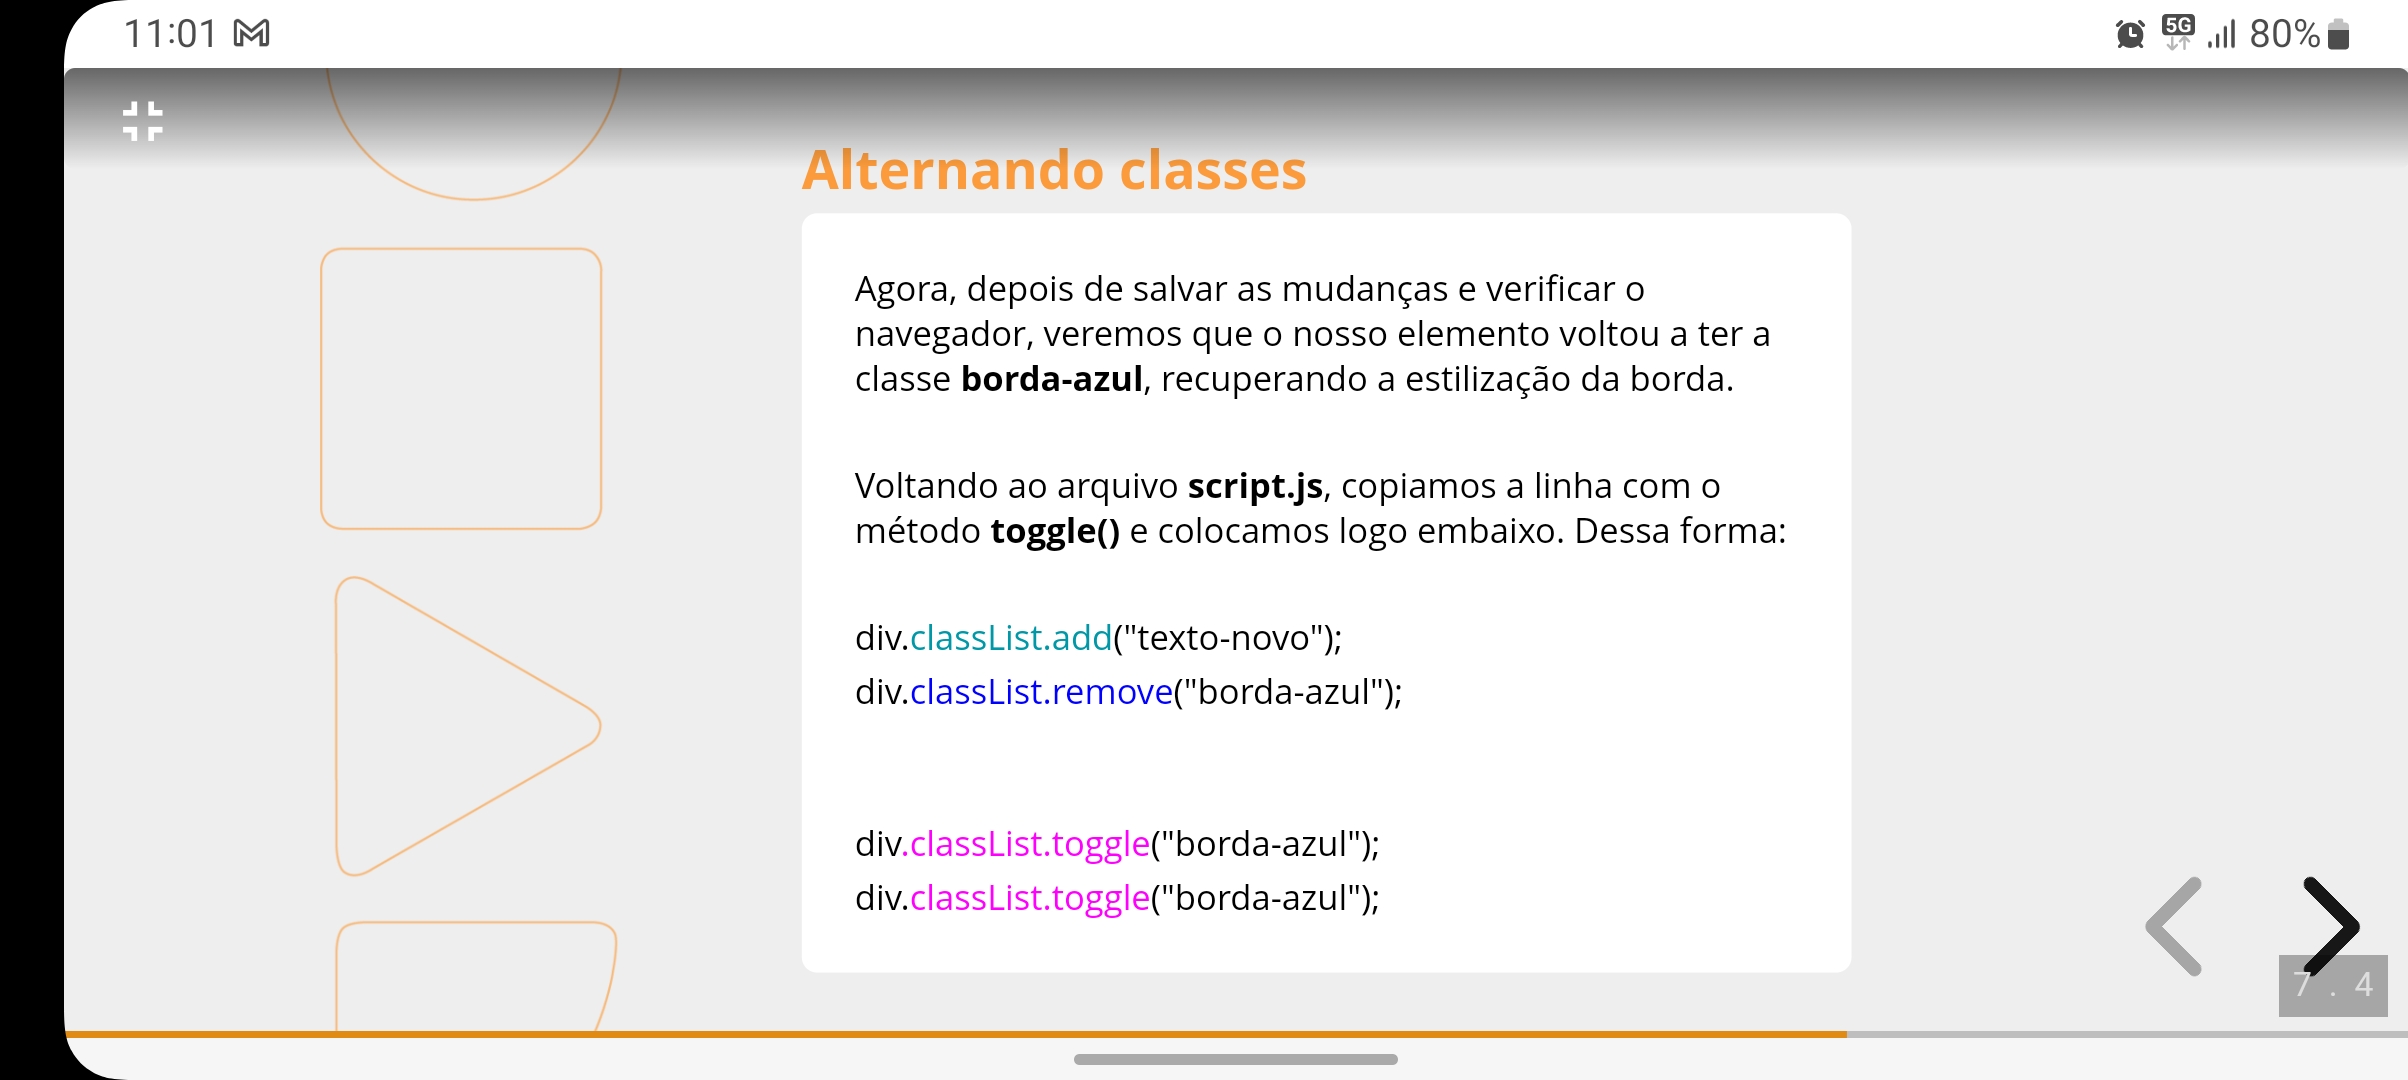 11:01
5G
80%
Alternando classes
Agora, depois de salvar as mudanças e verificar o
navegador, veremos que o nosso elemento voltou a ter a
classe borda-azul, recuperando a estilização da borda.
Voltando ao arquivo script.js, copiamos a linha com o
método toggle() e colocamos logo embaixo. Dessa forma:
div.classList.add("texto-novo");
div.classList.remove("borda-azul");
div.classList.toggle("borda-azul");
div.classList.toggle("borda-azul");
7 . 4